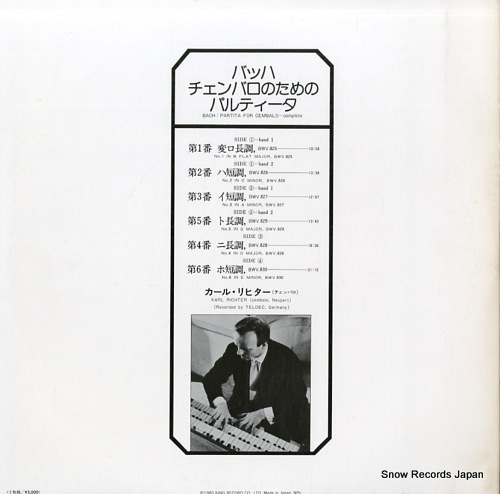 バッハ
チェンバロのための
パルティータ
BACH: PARTITA FOR CEMBALO—complete
SIDE ①—band 1
第1番 変ロ長調, BWV.825
No.1 IN B FLAT MAJOR, BWV.825
SIDE ①—band 2
第2番 ハ短調, BWV.826
No.2 IN C MINOR, BWV.826
SIDE ②—band 1
第3番 イ短調, BWV.827
No.3 IN A MINOR, BWV.827
SIDE ②—band 2
第5番 ト長調, BWV.829
No.5 IN G MAJOR, BWV.829
SIDE ③
第4番 ニ長調, BWV.828
No.4 IN D MAJOR, BWV.828
SIDE ④
第6番 ホ短調, BWV.830
No.6 IN E MINOR, BWV.830
カール・リヒター(チェンバロ)
KARL RICHTER (cembalo, Neupert)
(Recorded by TELDEC, Germany)
KING RECORD CO., LTD. Made in Japan
Snow Records Japan